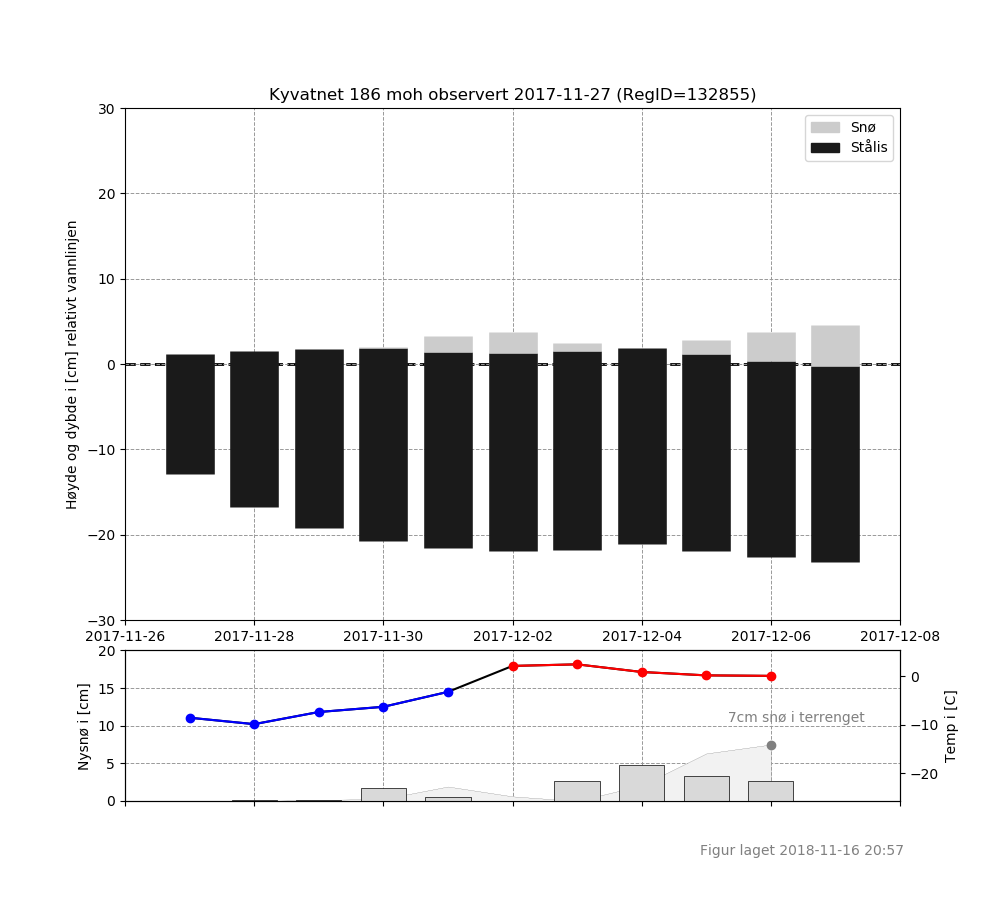 Kyvatnet 186 moh observert 2017-11-27 (RegID=132855)
Snø
Stålis
Høyde og dybde i [cm] relativt vannlinjen
30
20
10
0
−10
−20
−30
2017-11-26 2017-11-28 2017-11-30 2017-12-02 2017-12-04 2017-12-06 2017-12-08
Nysnø i [cm]
20
15
10
5
0
7cm snø i terrenget
0
−10
−20
Temp i [C]
Figur laget 2018-11-16 20:57